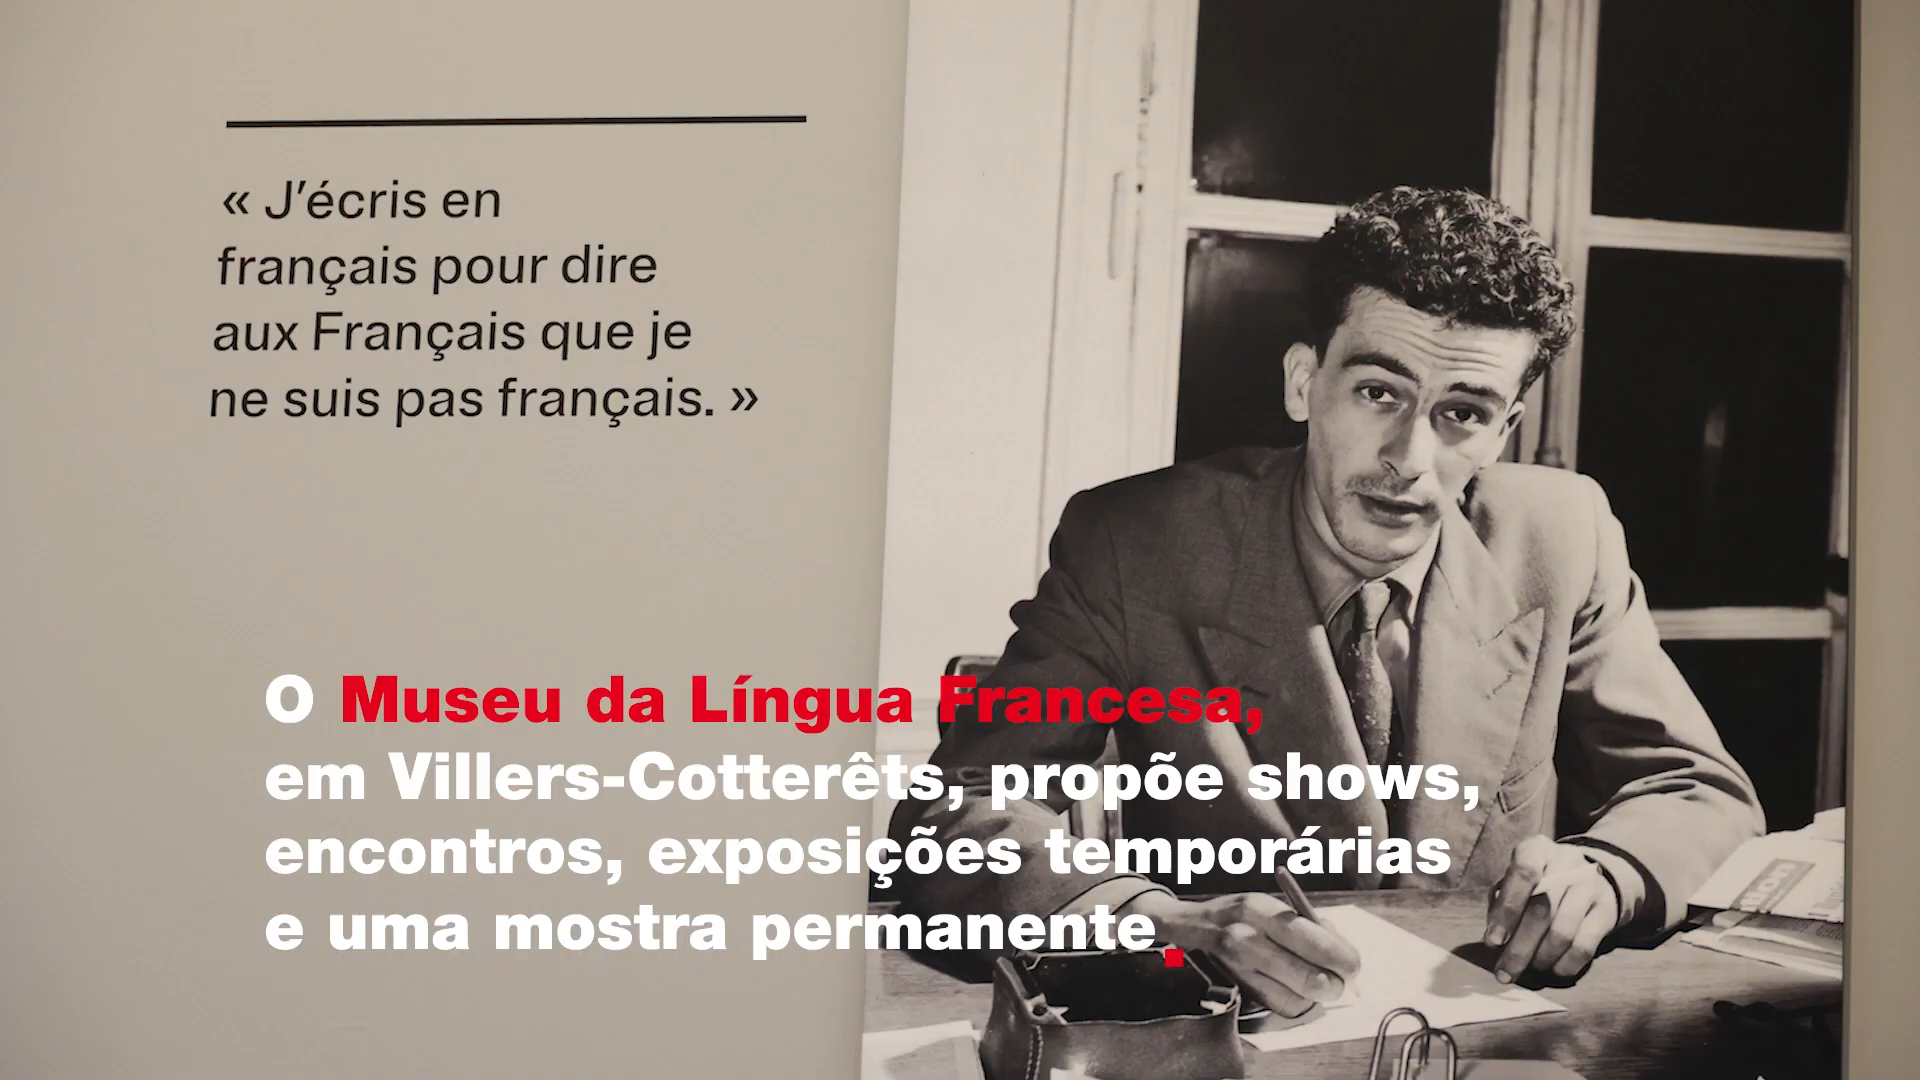 « J'écris en
français pour dire
aux Français que je
ne suis pas français. »
O Museu da Língua Francesa,
em Villers-Cotterêts, propõe shows,
encontros, exposições temporárias
e uma mostra permanente.